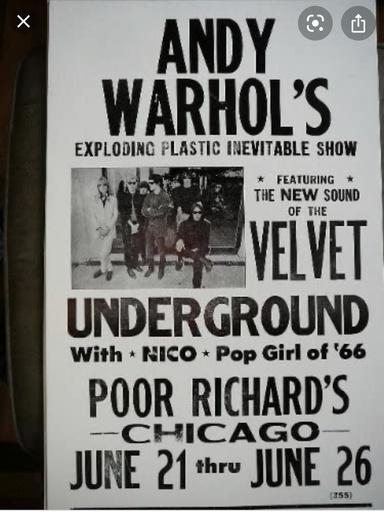 ANDY
WARHOL'S
EXPLODING PLASTIC INEVITABLE SHOW
★ FEATURING ★
THE NEW SOUND
OF THE
VELVET
UNDERGROUND
With ★ NICO ★ Pop Girl of '66
POOR RICHARD'S
—CHICAGO—
JUNE 21 thru JUNE 26
(355)